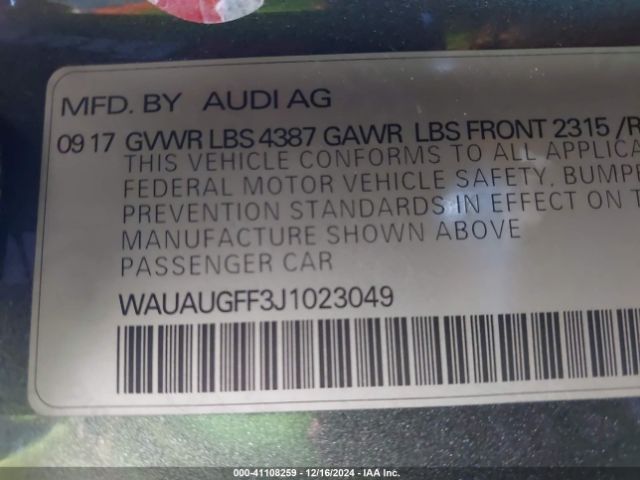 MFD. BY AUDI AG
09 17 GVWR LBS 4387 GAWR LBS FRONT 2315 /R
THIS VEHICLE CONFORMS TO ALL APPLICA
FEDERAL MOTOR VEHICLE SAFETY, BUMPE
PREVENTION STANDARDS IN EFFECT ON T
MANUFACTURE SHOWN ABOVE
PASSENGER CAR
WAUAUGFF3J1023049
000-41108259 - 12/16/2024 - IAA Inc.